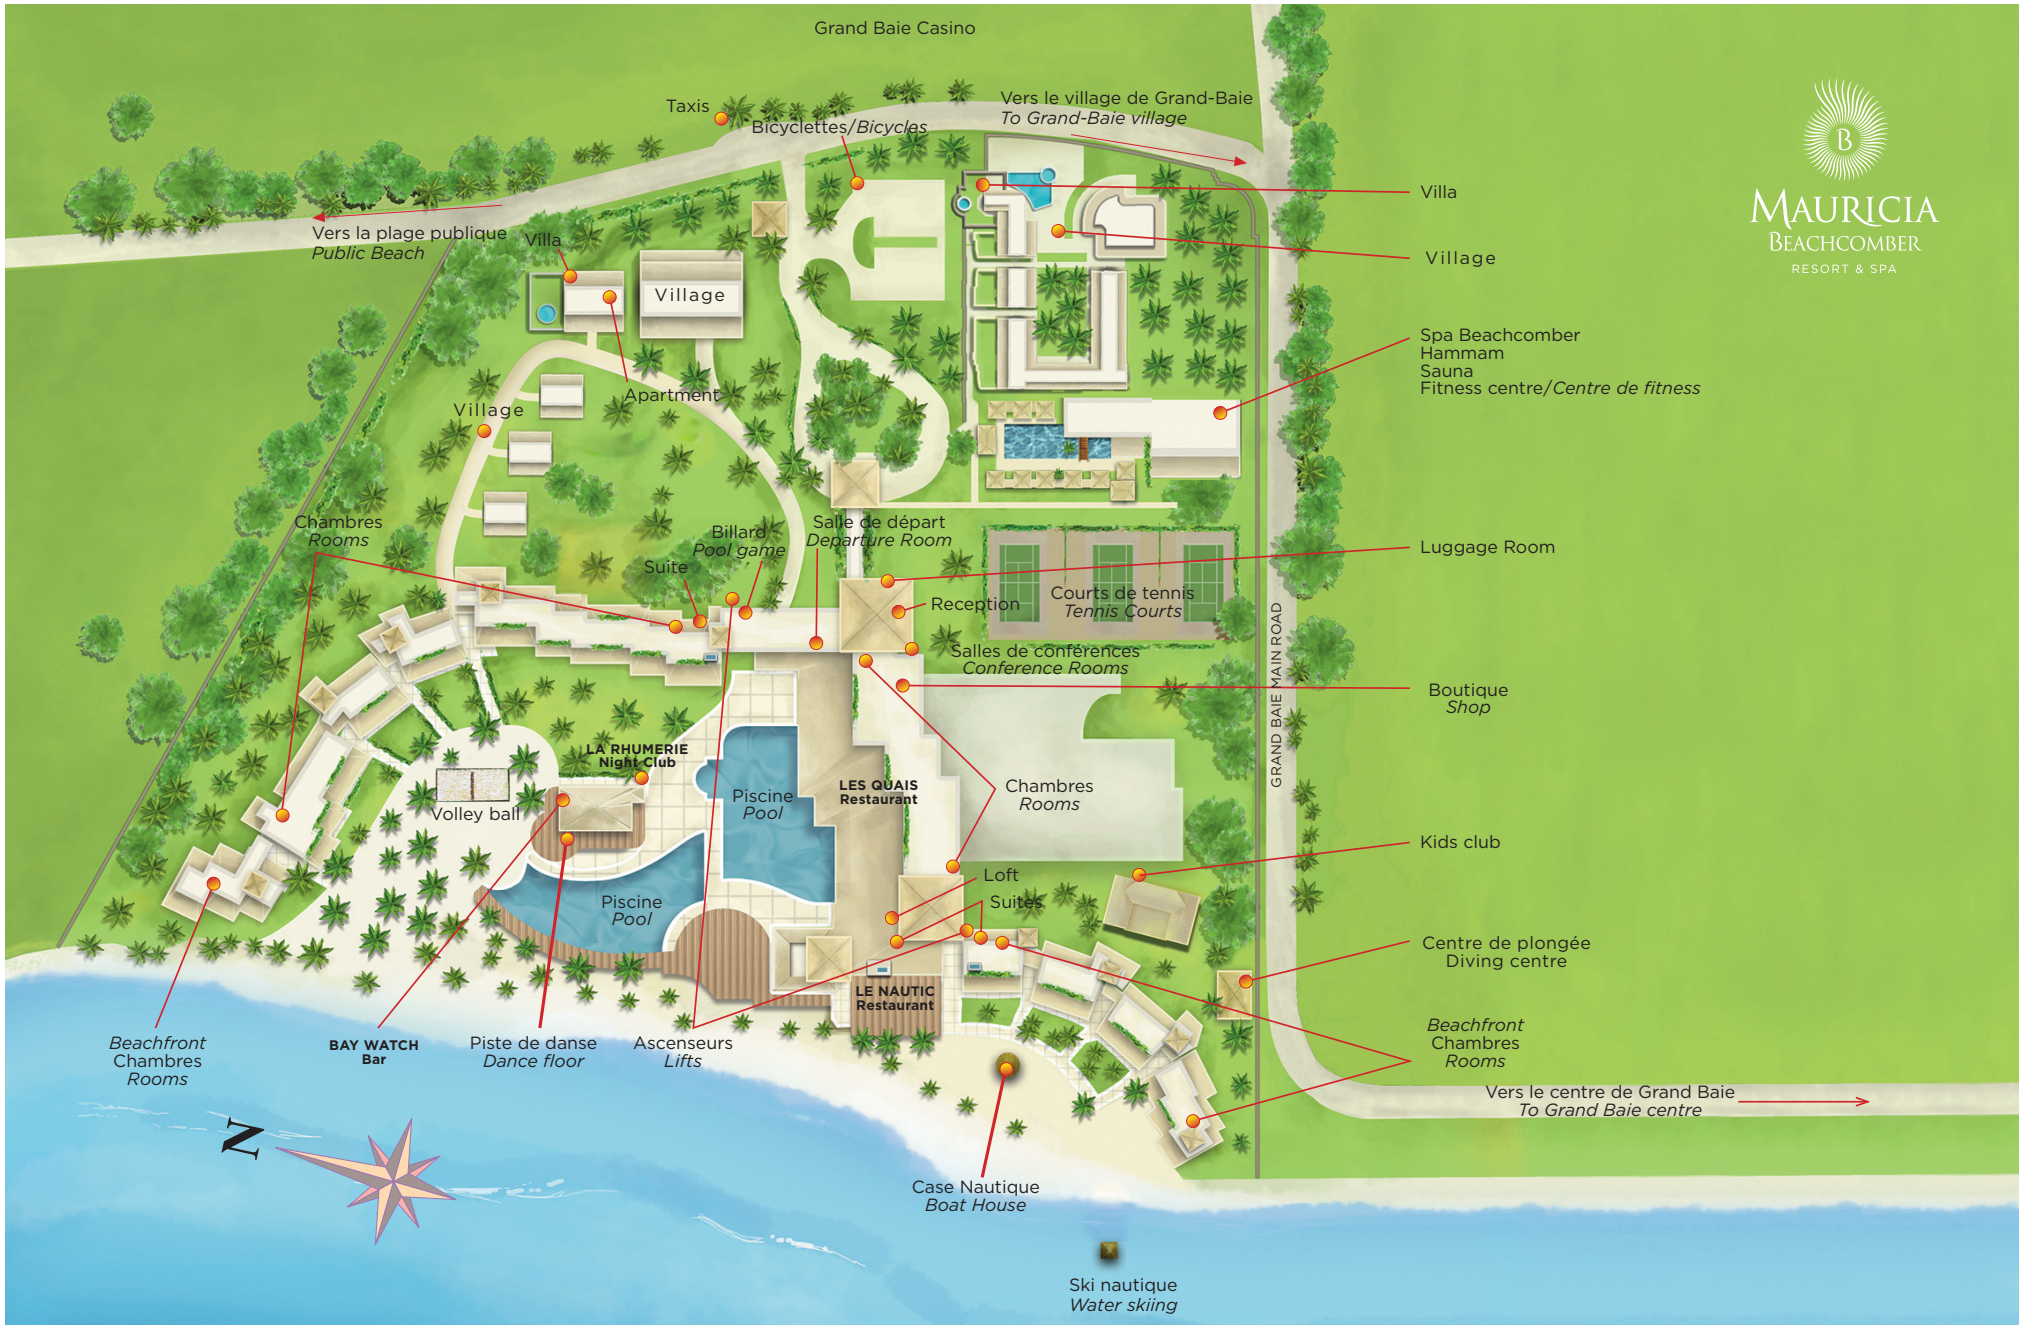 Grand Baie Casino
Taxis
Bicyclettes/Bicycles
Vers le village de Grand-Baie
To Grand-Baie village
B
MAURICIA
BEACHCOMBER
RESORT & SPA
Villa
Village
Vers la plage publique
Public Beach
Villa
Village
Apartment
Village
Spa Beachcomber
Hammam
Sauna
Fitness centre/Centre de fitness
Chambres
Rooms
Billard
Pool game
Suite
Salle de départ
Departure Room
Luggage Room
Reception
Courts de tennis
Tennis Courts
Salles de conférences
Conference Rooms
GRAND BAIE MAIN ROAD
Boutique
Shop
LA RHUMERIE
Night Club
Volley ball
Piscine
Pool
LES QUAIS
Restaurant
Chambres
Rooms
Kids club
Loft
Suites
Piscine
Pool
Centre de plongée
Diving centre
LE NAUTIC
Restaurant
Beachfront
Chambres
Rooms
BAY WATCH
Bar
Piste de danse
Dance floor
Ascenseurs
Lifts
Beachfront
Chambres
Rooms
Vers le centre de Grand Baie
To Grand Baie centre
N
Case Nautique
Boat House
Ski nautique
Water skiing